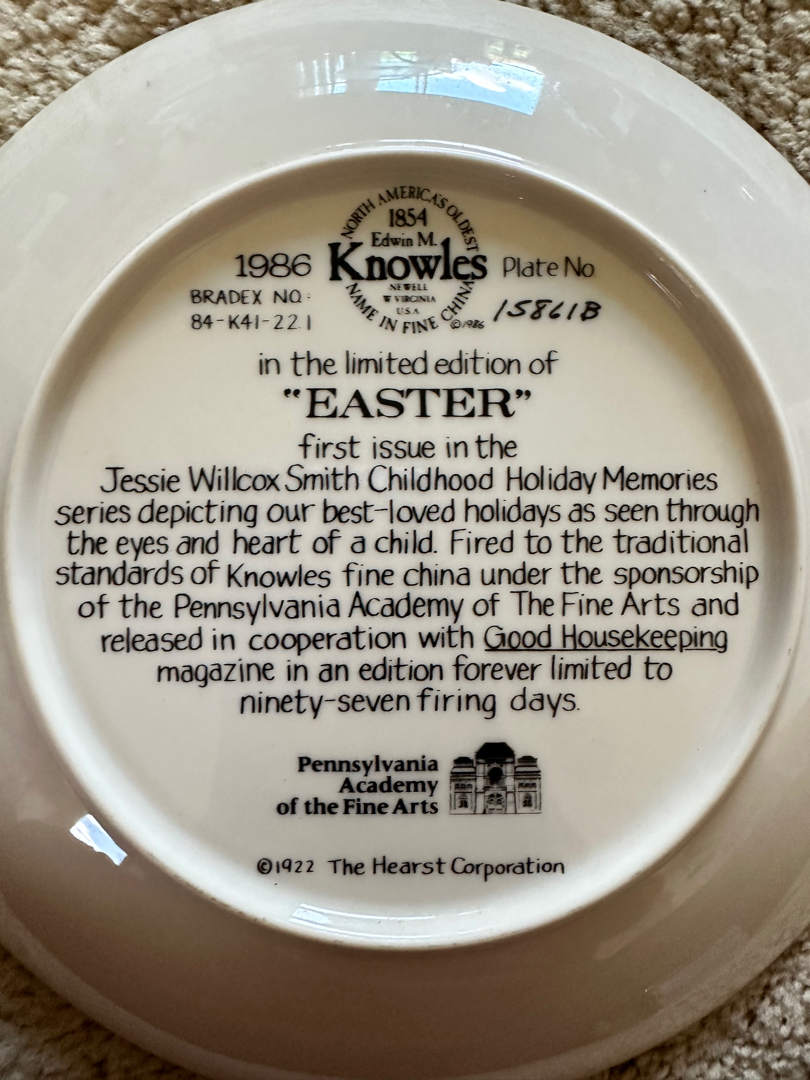 NORTH AMERICA'S OLDEST
1854
Edwin M.
1986 Knowles Plate No
BRADEX NO: NEWELL
W VIRGINIA
84-K41-22.1 U.S.A. 15861B
NAME IN FINE CHINA
©1986
in the limited edition of
"EASTER"
first issue in the
Jessie Willcox Smith Childhood Holiday Memories
series depicting our best-loved holidays as seen through
the eyes and heart of a child. Fired to the traditional
standards of Knowles fine china under the sponsorship
of the Pennsylvania Academy of The Fine Arts and
released in cooperation with Good Housekeeping
magazine in an edition forever limited to
ninety-seven firing days.
Pennsylvania
Academy
of the Fine Arts
©1922 The Hearst Corporation